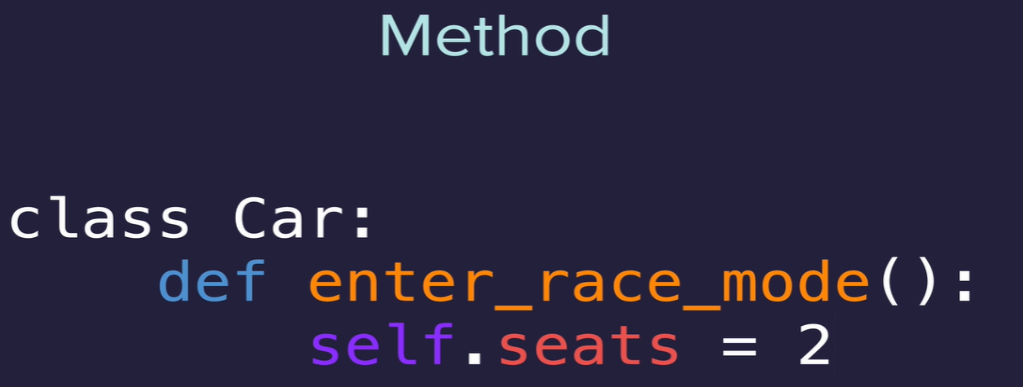 Method
class Car:
    def enter_race_mode():
        self.seats = 2